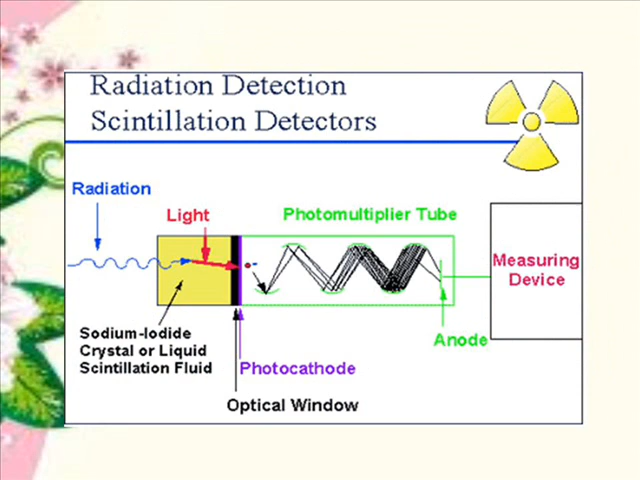 Radiation Detection
Scintillation Detectors
Radiation
Light
Photomultiplier Tube
Measuring
Device
Sodium-Iodide
Crystal or Liquid
Scintillation Fluid
Anode
Photocathode
Optical Window